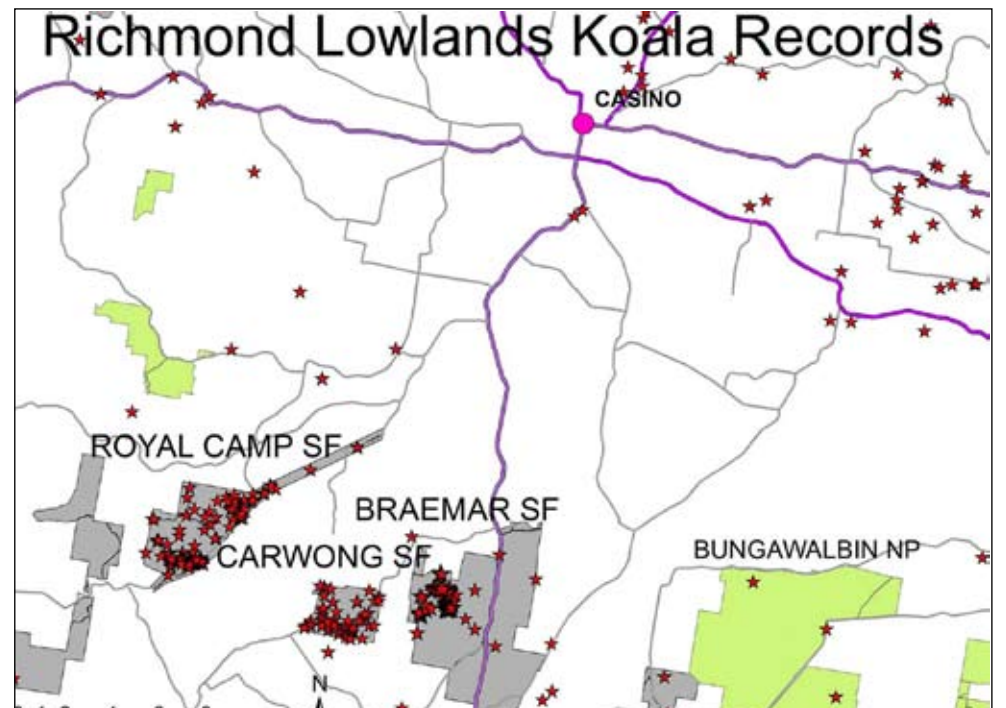 Richmond Lowlands Koala Records
CASINO
ROYAL CAMP SF
BRAEMAR SF
CARWONG SF
BUNGAWALBIN NP
N